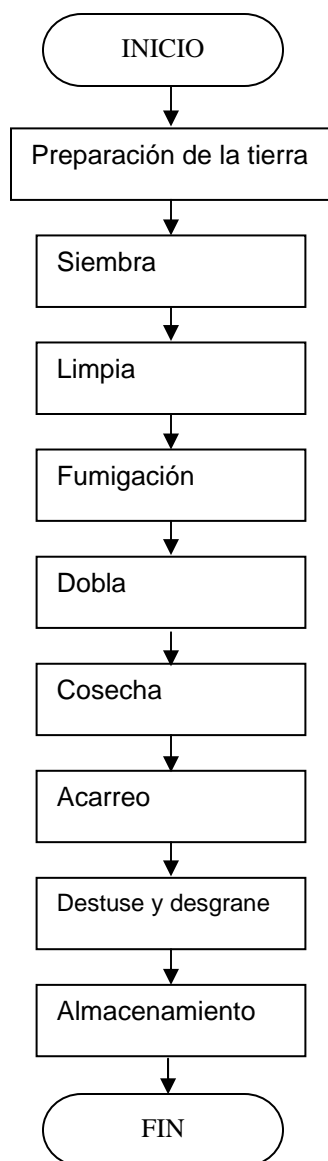 INICIO
Preparación de la tierra
Siembra
Limpia
Fumigación
Dobla
Cosecha
Acarreo
Destuse y desgrane
Almacenamiento
FIN